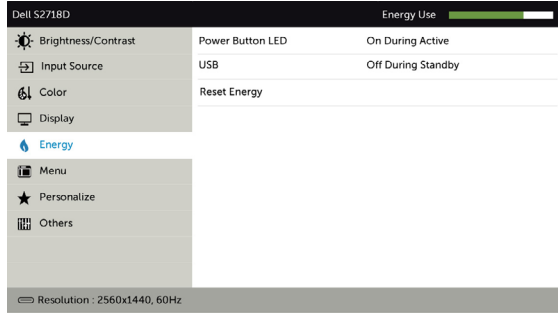 Dell S2718D Energy Use
Brightness/Contrast Power Button LED On During Active
Input Source USB Off During Standby
Color Reset Energy
Display
Energy
Menu
Personalize
Others
Resolution : 2560x1440, 60Hz